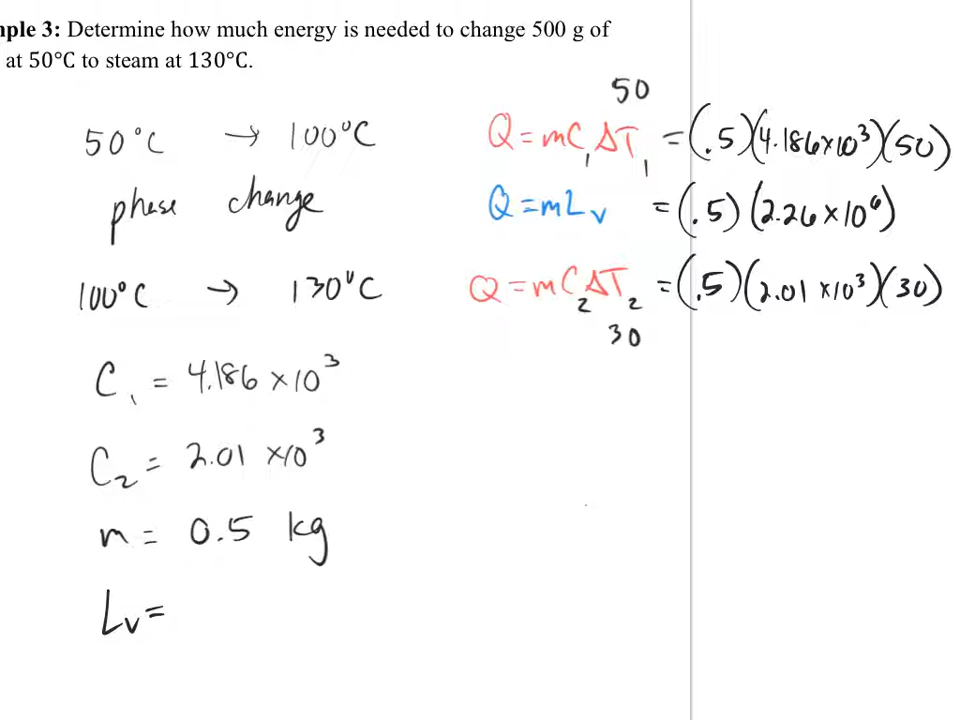 mple 3: Determine how much energy is needed to change 500 g of
at 50°C to steam at 130°C.
50
50°C → 100°C Q = mC₁ΔT₁ = (.5)(4.186×10³)(50)
phase change Q = mLv = (.5)(2.26×10⁶)
100°C → 130°C Q = mC₂ΔT₂ = (.5)(2.01×10³)(30)
30
C₁ = 4.186×10³
C₂ = 2.01×10³
m = 0.5 kg
Lv =